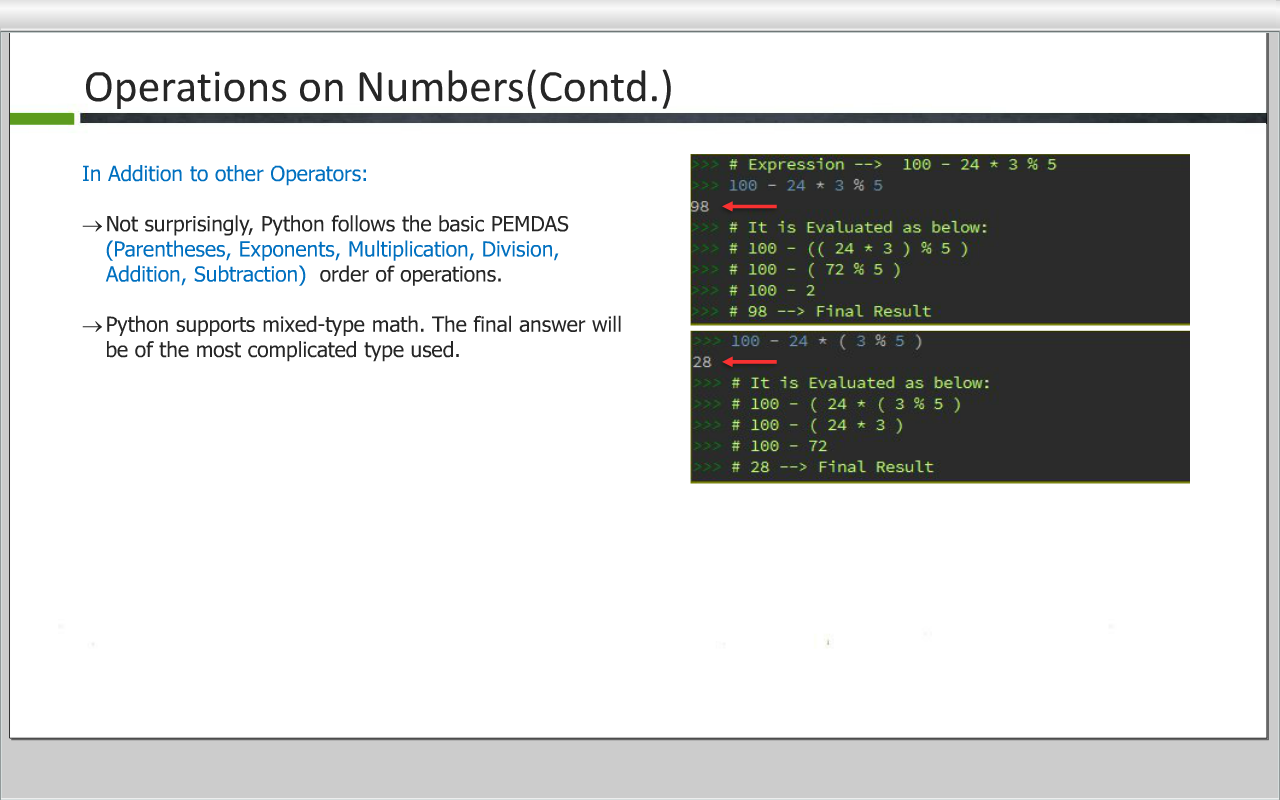 Operations on Numbers(Contd.)
In Addition to other Operators:
→Not surprisingly, Python follows the basic PEMDAS
(Parentheses, Exponents, Multiplication, Division,
Addition, Subtraction) order of operations.
→Python supports mixed-type math. The final answer will
be of the most complicated type used.
>>> # Expression --> 100 - 24 * 3 % 5
>>> 100 - 24 * 3 % 5
98
>>> # It is Evaluated as below:
>>> # 100 - (( 24 * 3 ) % 5 )
>>> # 100 - ( 72 % 5 )
>>> # 100 - 2
>>> # 98 --> Final Result
>>> 100 - 24 * ( 3 % 5 )
28
>>> # It is Evaluated as below:
>>> # 100 - ( 24 * ( 3 % 5 )
>>> # 100 - ( 24 * 3 )
>>> # 100 - 72
>>> # 28 --> Final Result